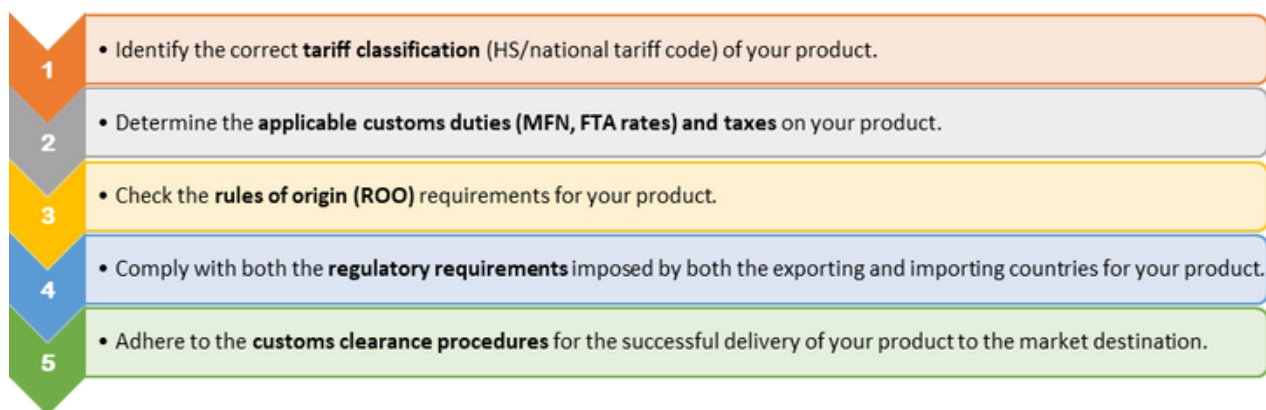 1
• Identify the correct tariff classification (HS/national tariff code) of your product.
2
• Determine the applicable customs duties (MFN, FTA rates) and taxes on your product.
3
• Check the rules of origin (ROO) requirements for your product.
4
• Comply with both the regulatory requirements imposed by both the exporting and importing countries for your product.
5
• Adhere to the customs clearance procedures for the successful delivery of your product to the market destination.